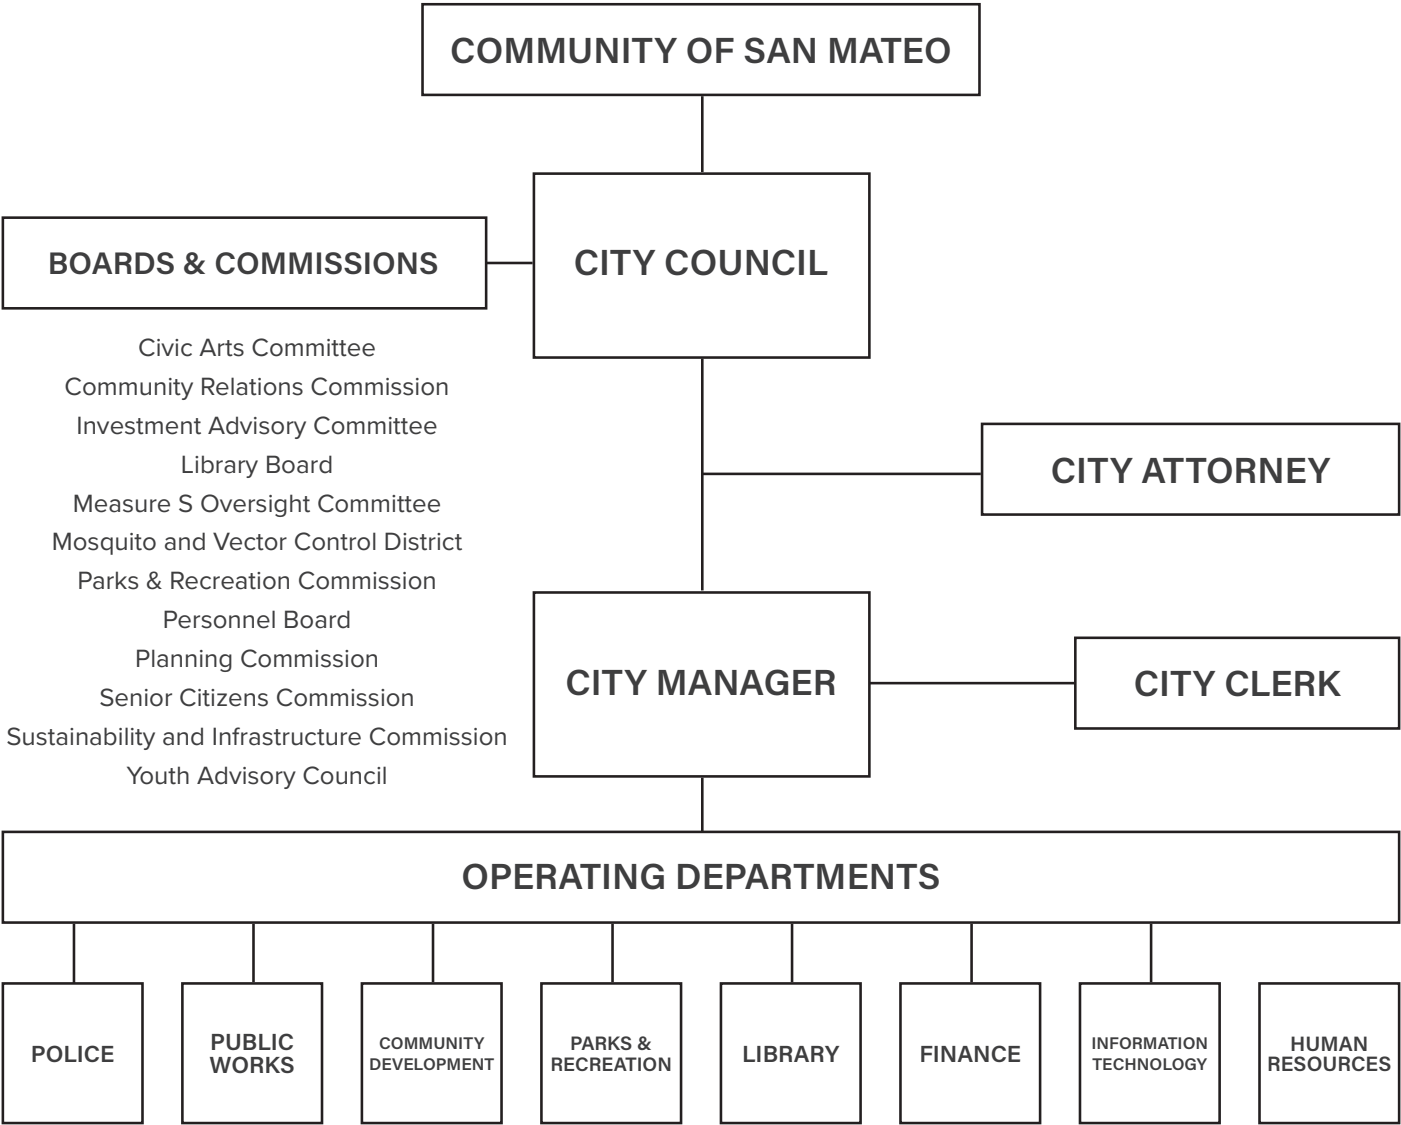 COMMUNITY OF SAN MATEO
BOARDS & COMMISSIONS
CITY COUNCIL
Civic Arts Committee
Community Relations Commission
Investment Advisory Committee
Library Board
Measure S Oversight Committee
Mosquito and Vector Control District
Parks & Recreation Commission
Personnel Board
Planning Commission
Senior Citizens Commission
Sustainability and Infrastructure Commission
Youth Advisory Council
CITY ATTORNEY
CITY MANAGER
CITY CLERK
OPERATING DEPARTMENTS
POLICE
PUBLIC
WORKS
COMMUNITY
DEVELOPMENT
PARKS &
RECREATION
LIBRARY
FINANCE
INFORMATION
TECHNOLOGY
HUMAN
RESOURCES